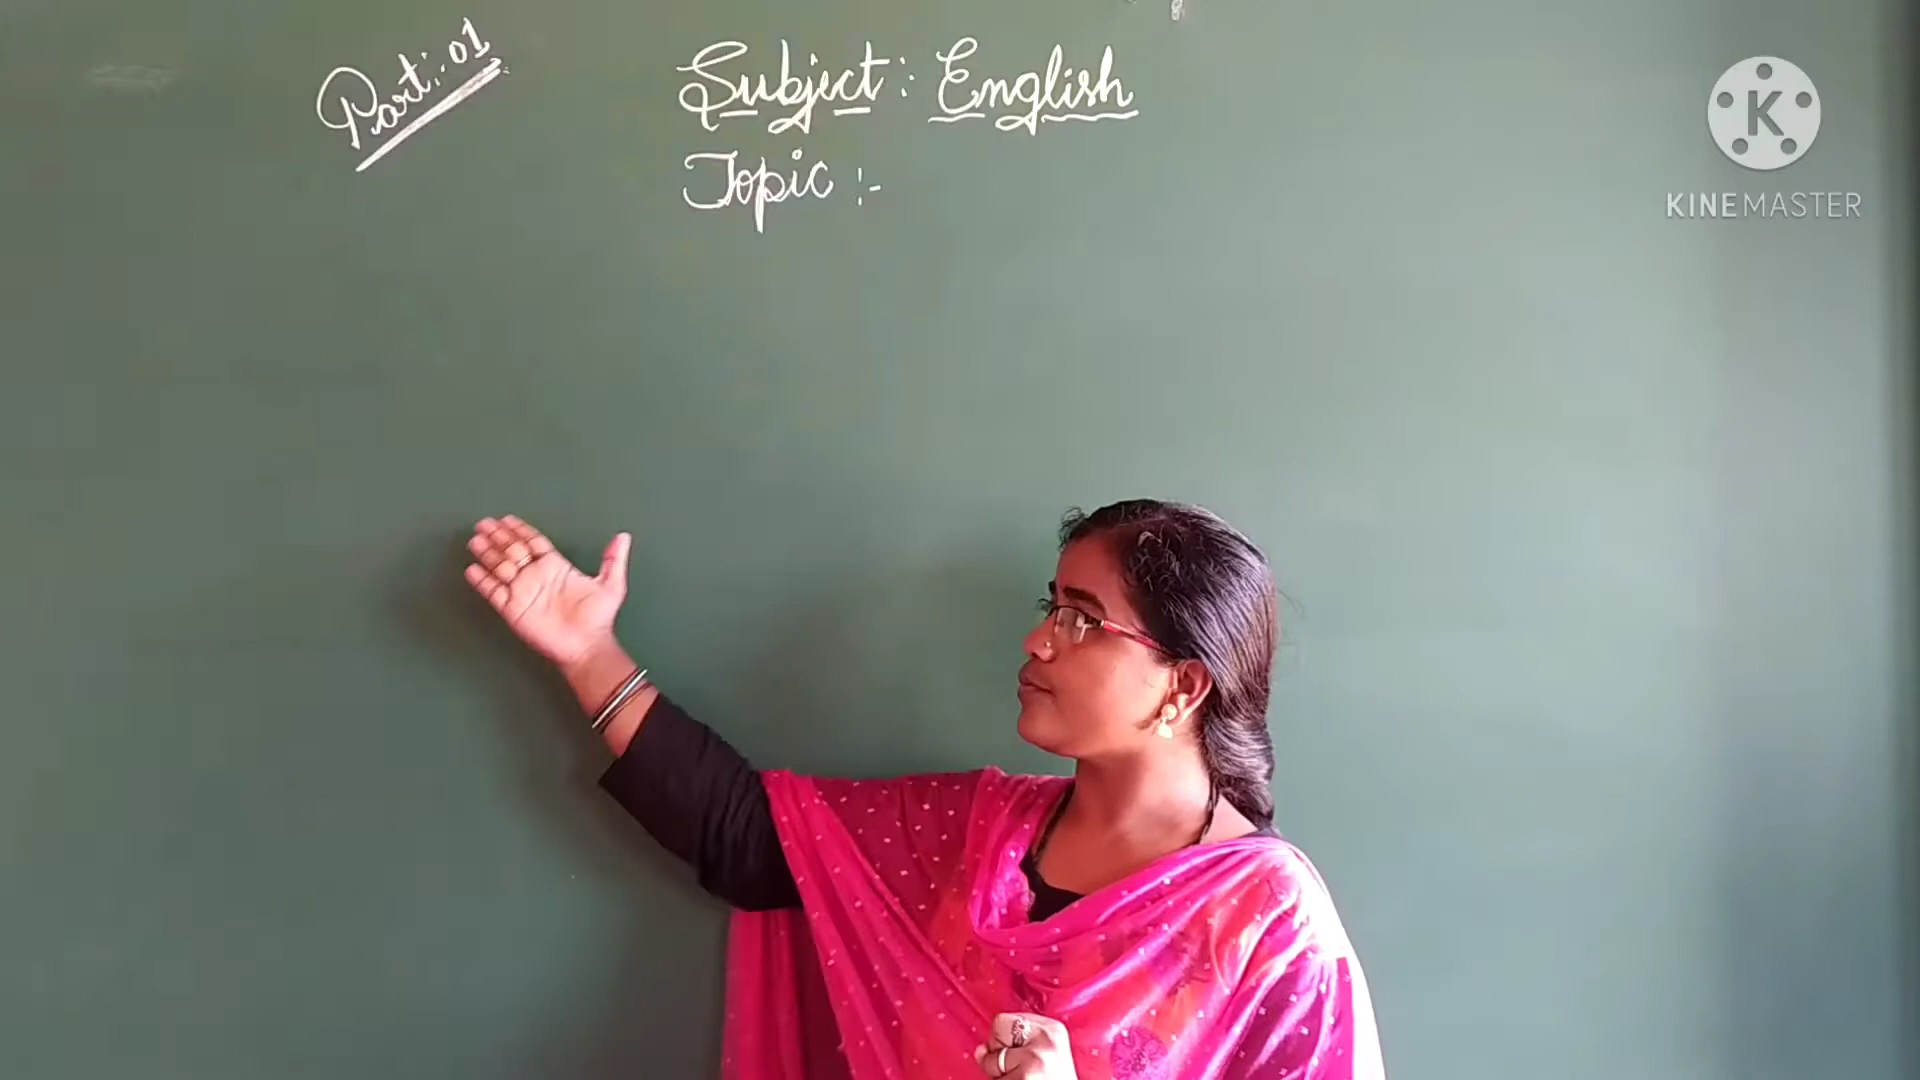 Part:-01
Subject: English
Topic :-
K
KINEMASTER